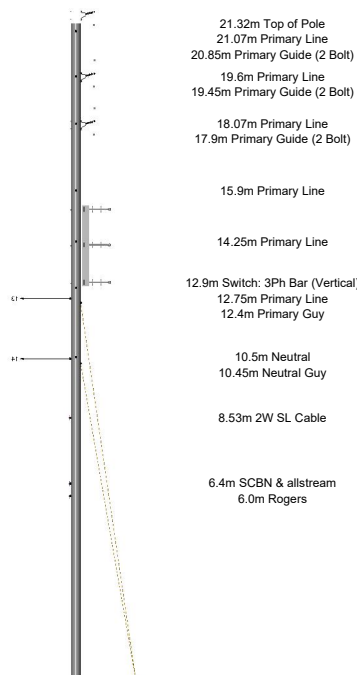 21.32m Top of Pole
21.07m Primary Line
20.85m Primary Guide (2 Bolt)
19.6m Primary Line
19.45m Primary Guide (2 Bolt)
18.07m Primary Line
17.9m Primary Guide (2 Bolt)
15.9m Primary Line
14.25m Primary Line
12.9m Switch: 3Ph Bar (Vertical)
12.75m Primary Line
13
12.4m Primary Guy
10.5m Neutral
14
10.45m Neutral Guy
8.53m 2W SL Cable
6.4m SCBN & allstream
6.0m Rogers